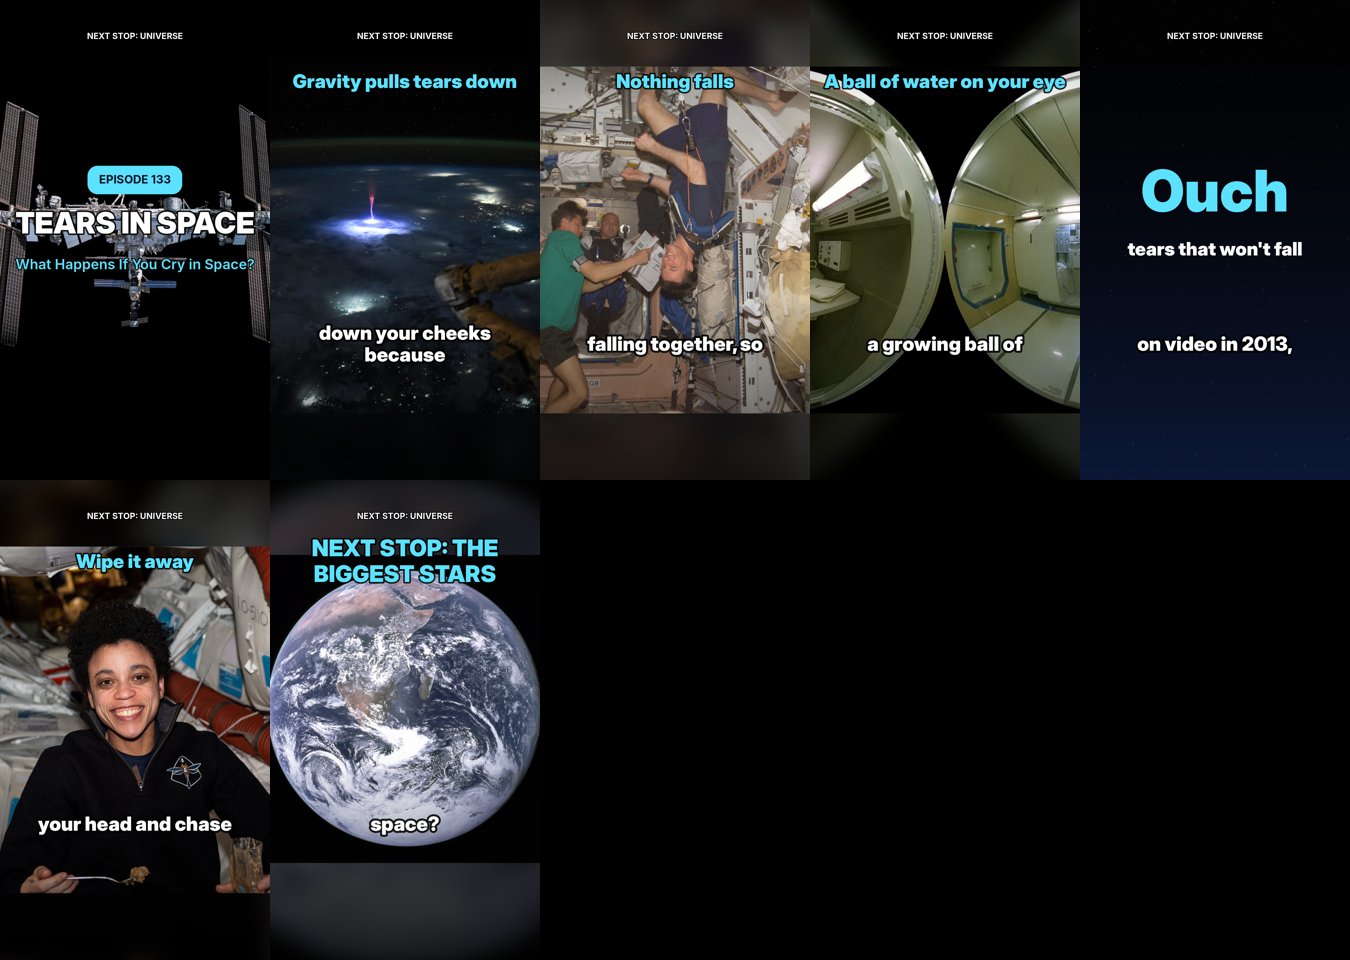 NEXT STOP: UNIVERSE
EPISODE 133
TEARS IN SPACE
What Happens If You Cry in Space?
NEXT STOP: UNIVERSE
Gravity pulls tears down
down your cheeks
because
NEXT STOP: UNIVERSE
Nothing falls
falling together, so
NEXT STOP: UNIVERSE
A ball of water on your eye
a growing ball of
NEXT STOP: UNIVERSE
Ouch
tears that won't fall
on video in 2013,
NEXT STOP: UNIVERSE
Wipe it away
your head and chase
NEXT STOP: UNIVERSE
NEXT STOP: THE
BIGGEST STARS
space?